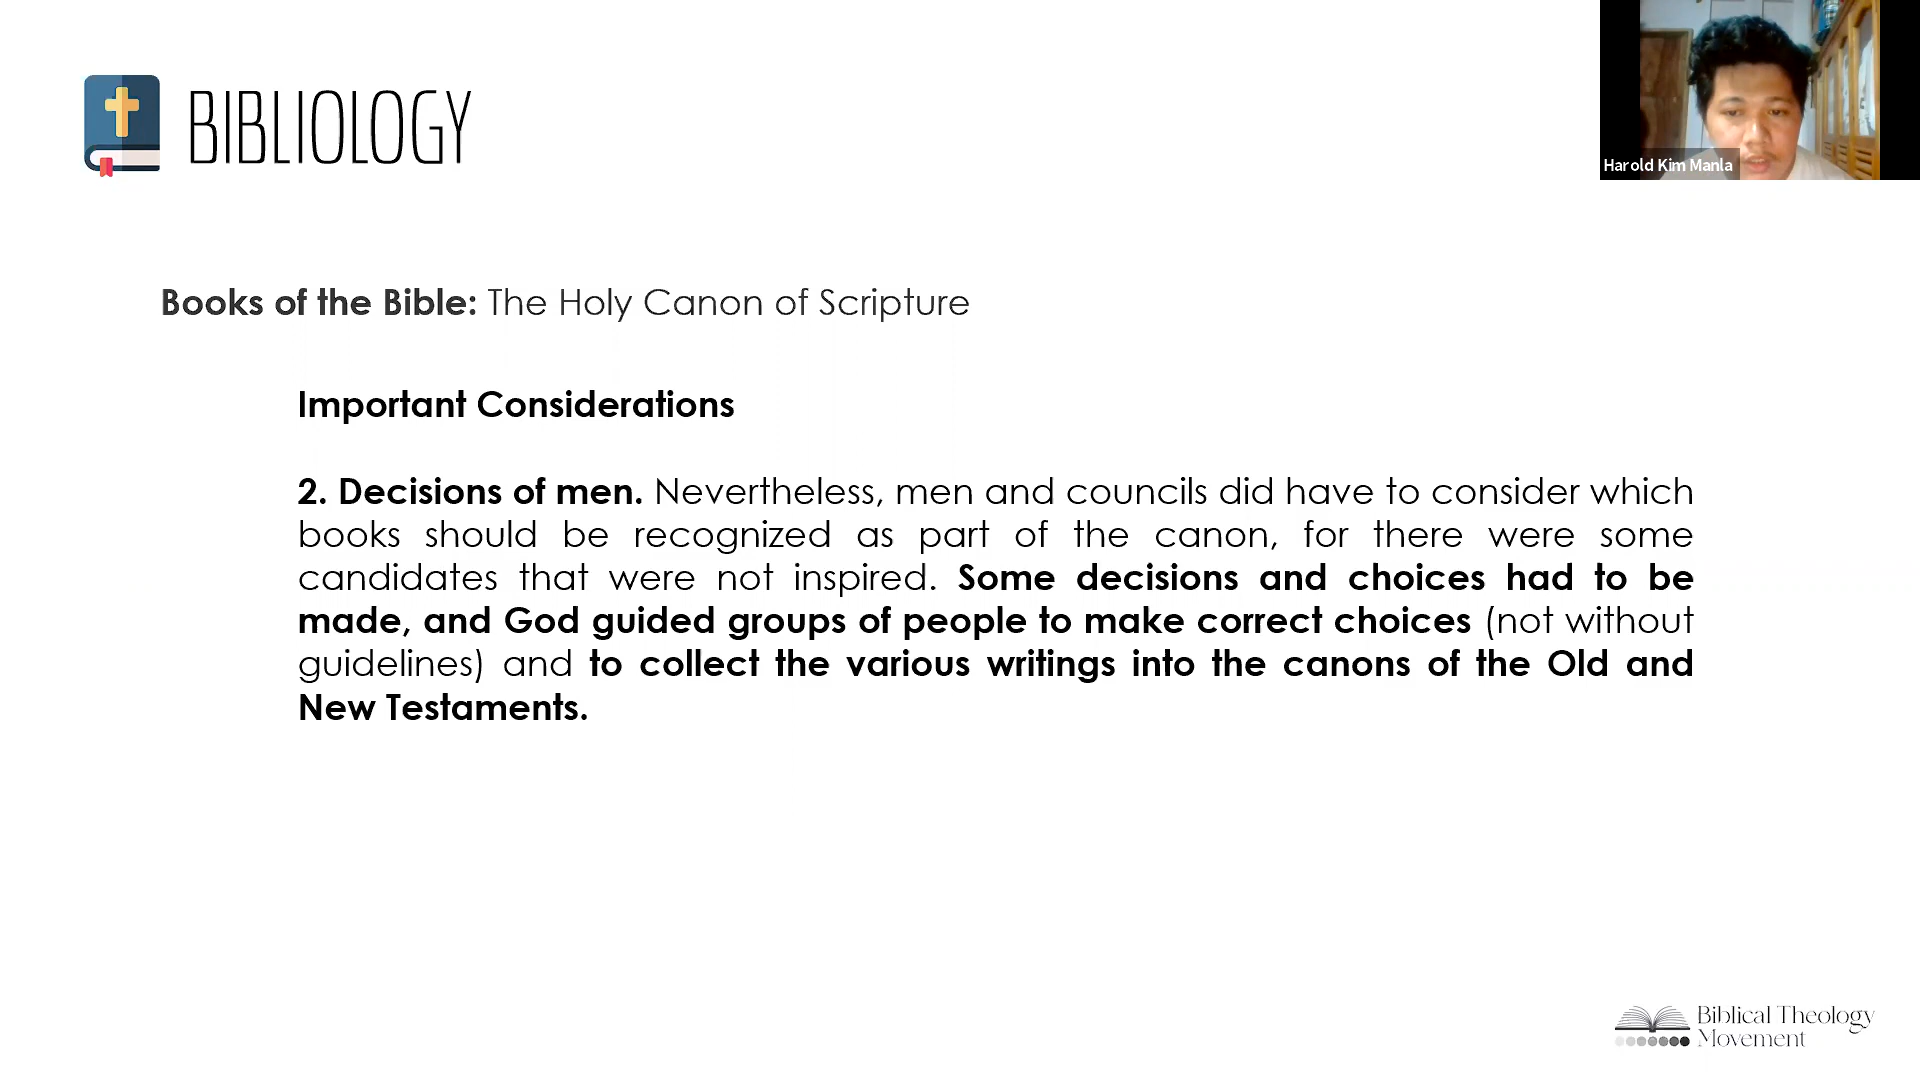 BIBLIOLOGY
Harold Kim Manla
Books of the Bible: The Holy Canon of Scripture
Important Considerations
2. Decisions of men. Nevertheless, men and councils did have to consider which
books should be recognized as part of the canon, for there were some
candidates that were not inspired. Some decisions and choices had to be
made, and God guided groups of people to make correct choices (not without
guidelines) and to collect the various writings into the canons of the Old and
New Testaments.
Biblical Theology
Movement